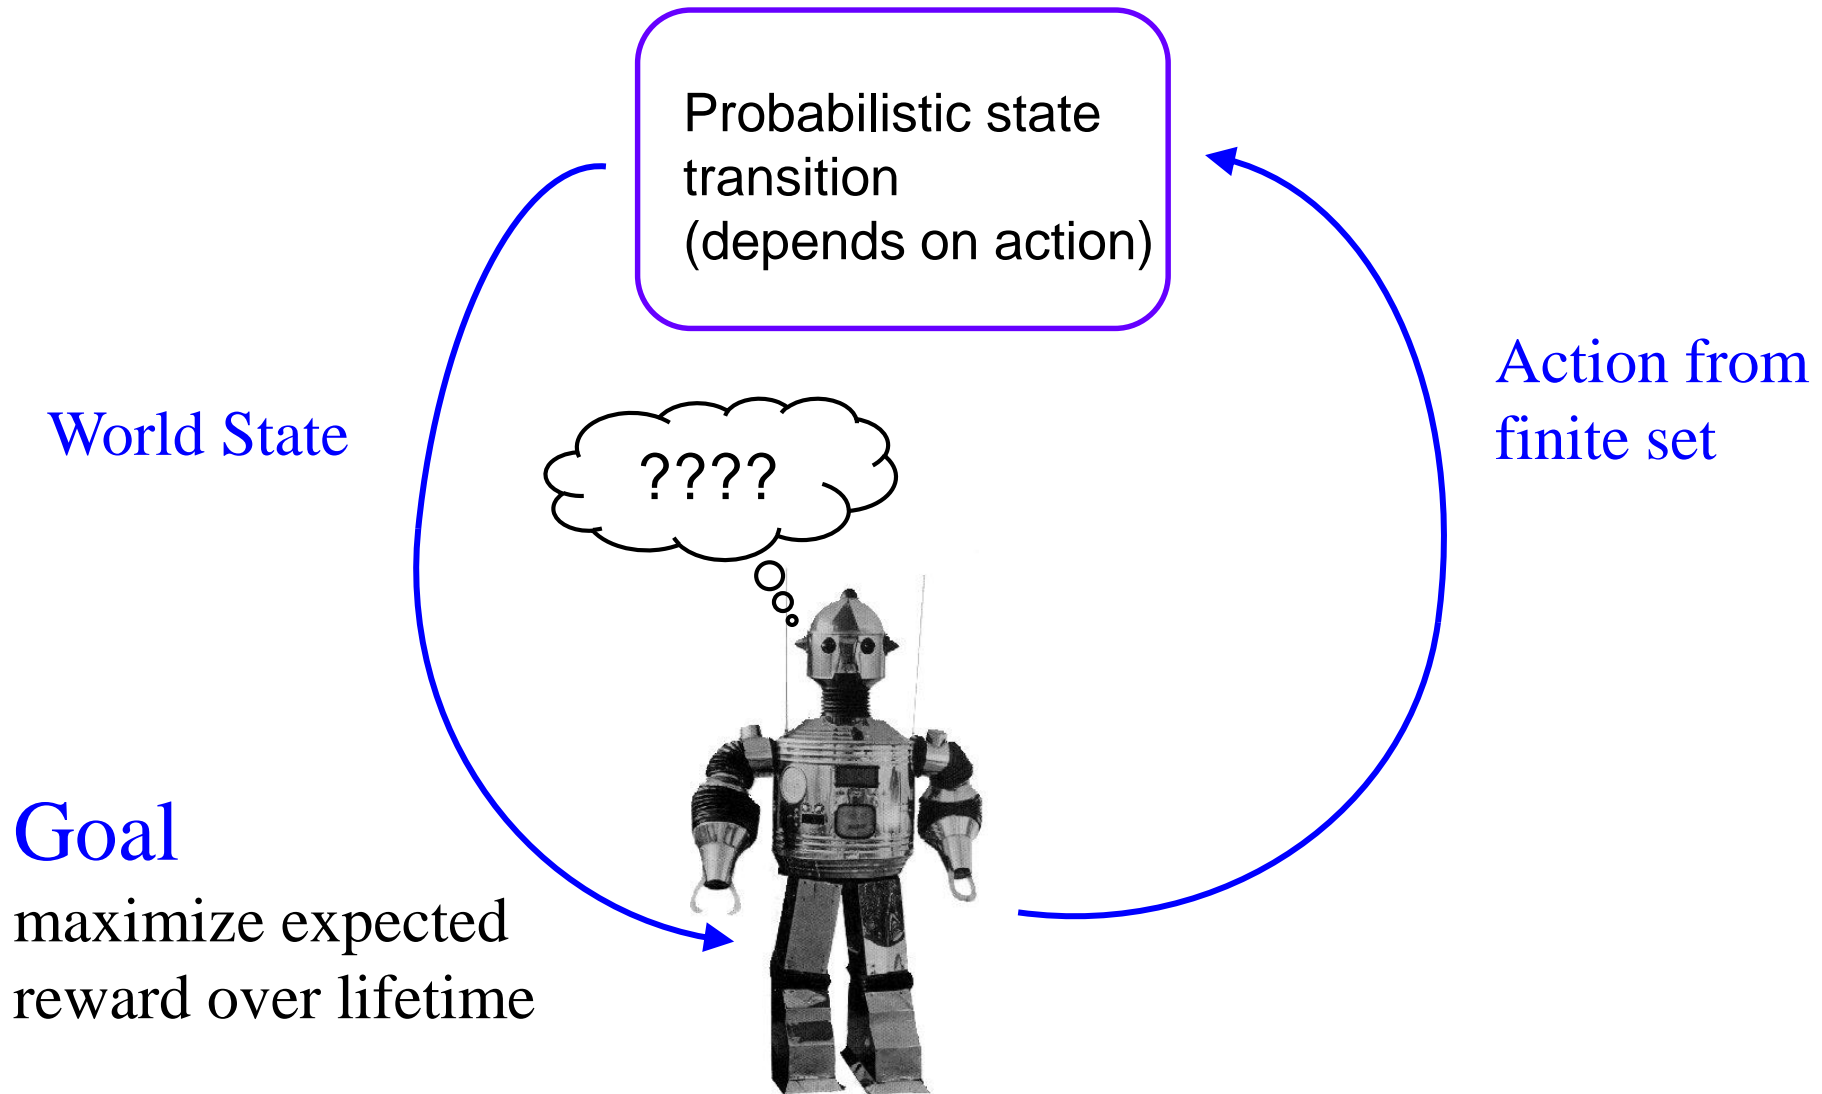 Probabilistic state
transition
(depends on action)
World State
Action from
finite set
????
Goal
maximize expected
reward over lifetime